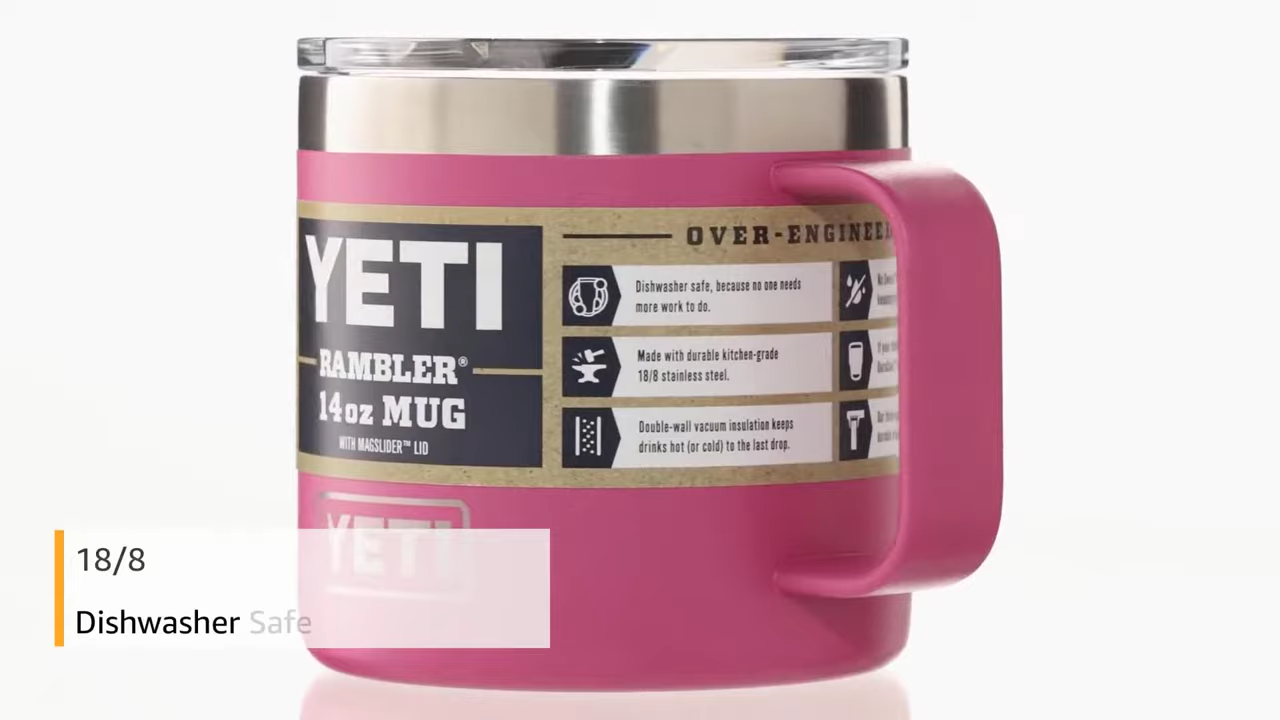 YETI
RAMBLER®
14oz MUG
WITH MAGSLIDER™ LID
OVER-ENGINEE
Dishwasher safe, because no one needs
more work to do.
Made with durable kitchen-grade
18/8 stainless steel.
Double-wall vacuum insulation keeps
drinks hot (or cold) to the last drop.
YETI
18/8
Dishwasher Safe